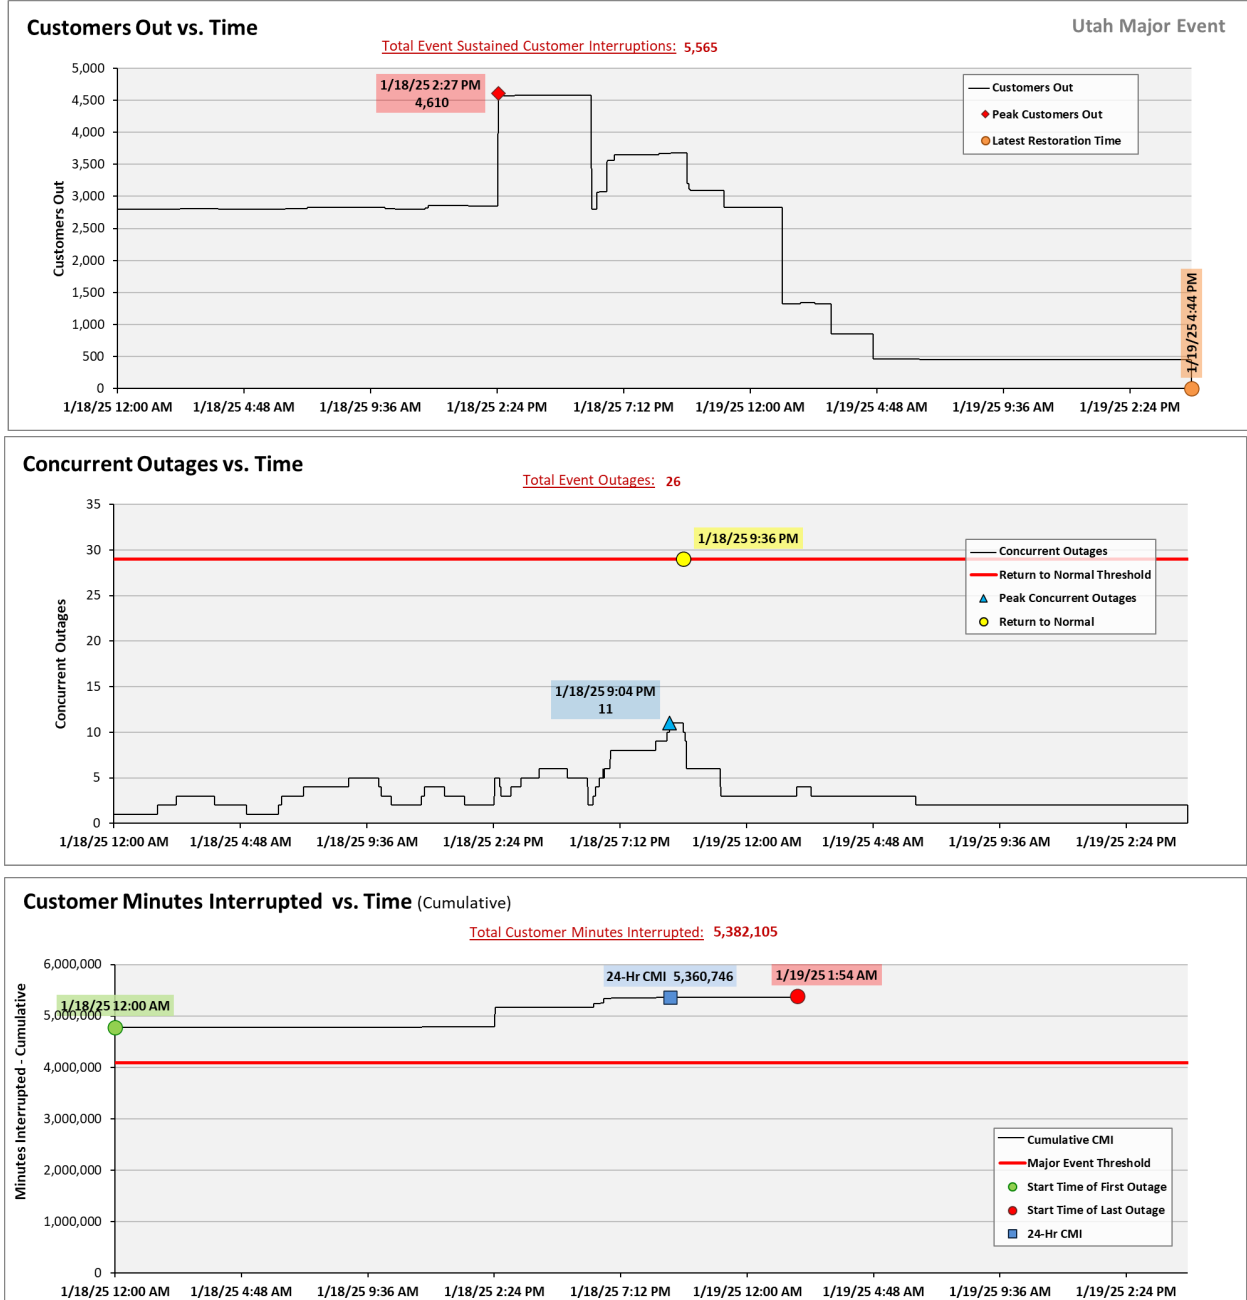 Customers Out vs. Time
Utah Major Event
Total Event Sustained Customer Interruptions: 5,565
1/18/25 2:27 PM
4,610
Customers Out
Peak Customers Out
Latest Restoration Time
Customers Out
5,000
4,500
4,000
3,500
3,000
2,500
2,000
1,500
1,000
500
0
1/19/25 4:44 PM
1/18/25 12:00 AM 1/18/25 4:48 AM 1/18/25 9:36 AM 1/18/25 2:24 PM 1/18/25 7:12 PM 1/19/25 12:00 AM 1/19/25 4:48 AM 1/19/25 9:36 AM 1/19/25 2:24 PM
Concurrent Outages vs. Time
Total Event Outages: 26
1/18/25 9:36 PM
Concurrent Outages
Return to Normal Threshold
Peak Concurrent Outages
Return to Normal
1/18/25 9:04 PM
11
Concurrent Outages
35
30
25
20
15
10
5
0
1/18/25 12:00 AM 1/18/25 4:48 AM 1/18/25 9:36 AM 1/18/25 2:24 PM 1/18/25 7:12 PM 1/19/25 12:00 AM 1/19/25 4:48 AM 1/19/25 9:36 AM 1/19/25 2:24 PM
Customer Minutes Interrupted vs. Time (Cumulative)
Total Customer Minutes Interrupted: 5,382,105
24-Hr CMI 5,360,746
1/19/25 1:54 AM
1/18/25 12:00 AM
Minutes Interrupted - Cumulative
6,000,000
5,000,000
4,000,000
3,000,000
2,000,000
1,000,000
0
Cumulative CMI
Major Event Threshold
Start Time of First Outage
Start Time of Last Outage
24-Hr CMI
1/18/25 12:00 AM 1/18/25 4:48 AM 1/18/25 9:36 AM 1/18/25 2:24 PM 1/18/25 7:12 PM 1/19/25 12:00 AM 1/19/25 4:48 AM 1/19/25 9:36 AM 1/19/25 2:24 PM